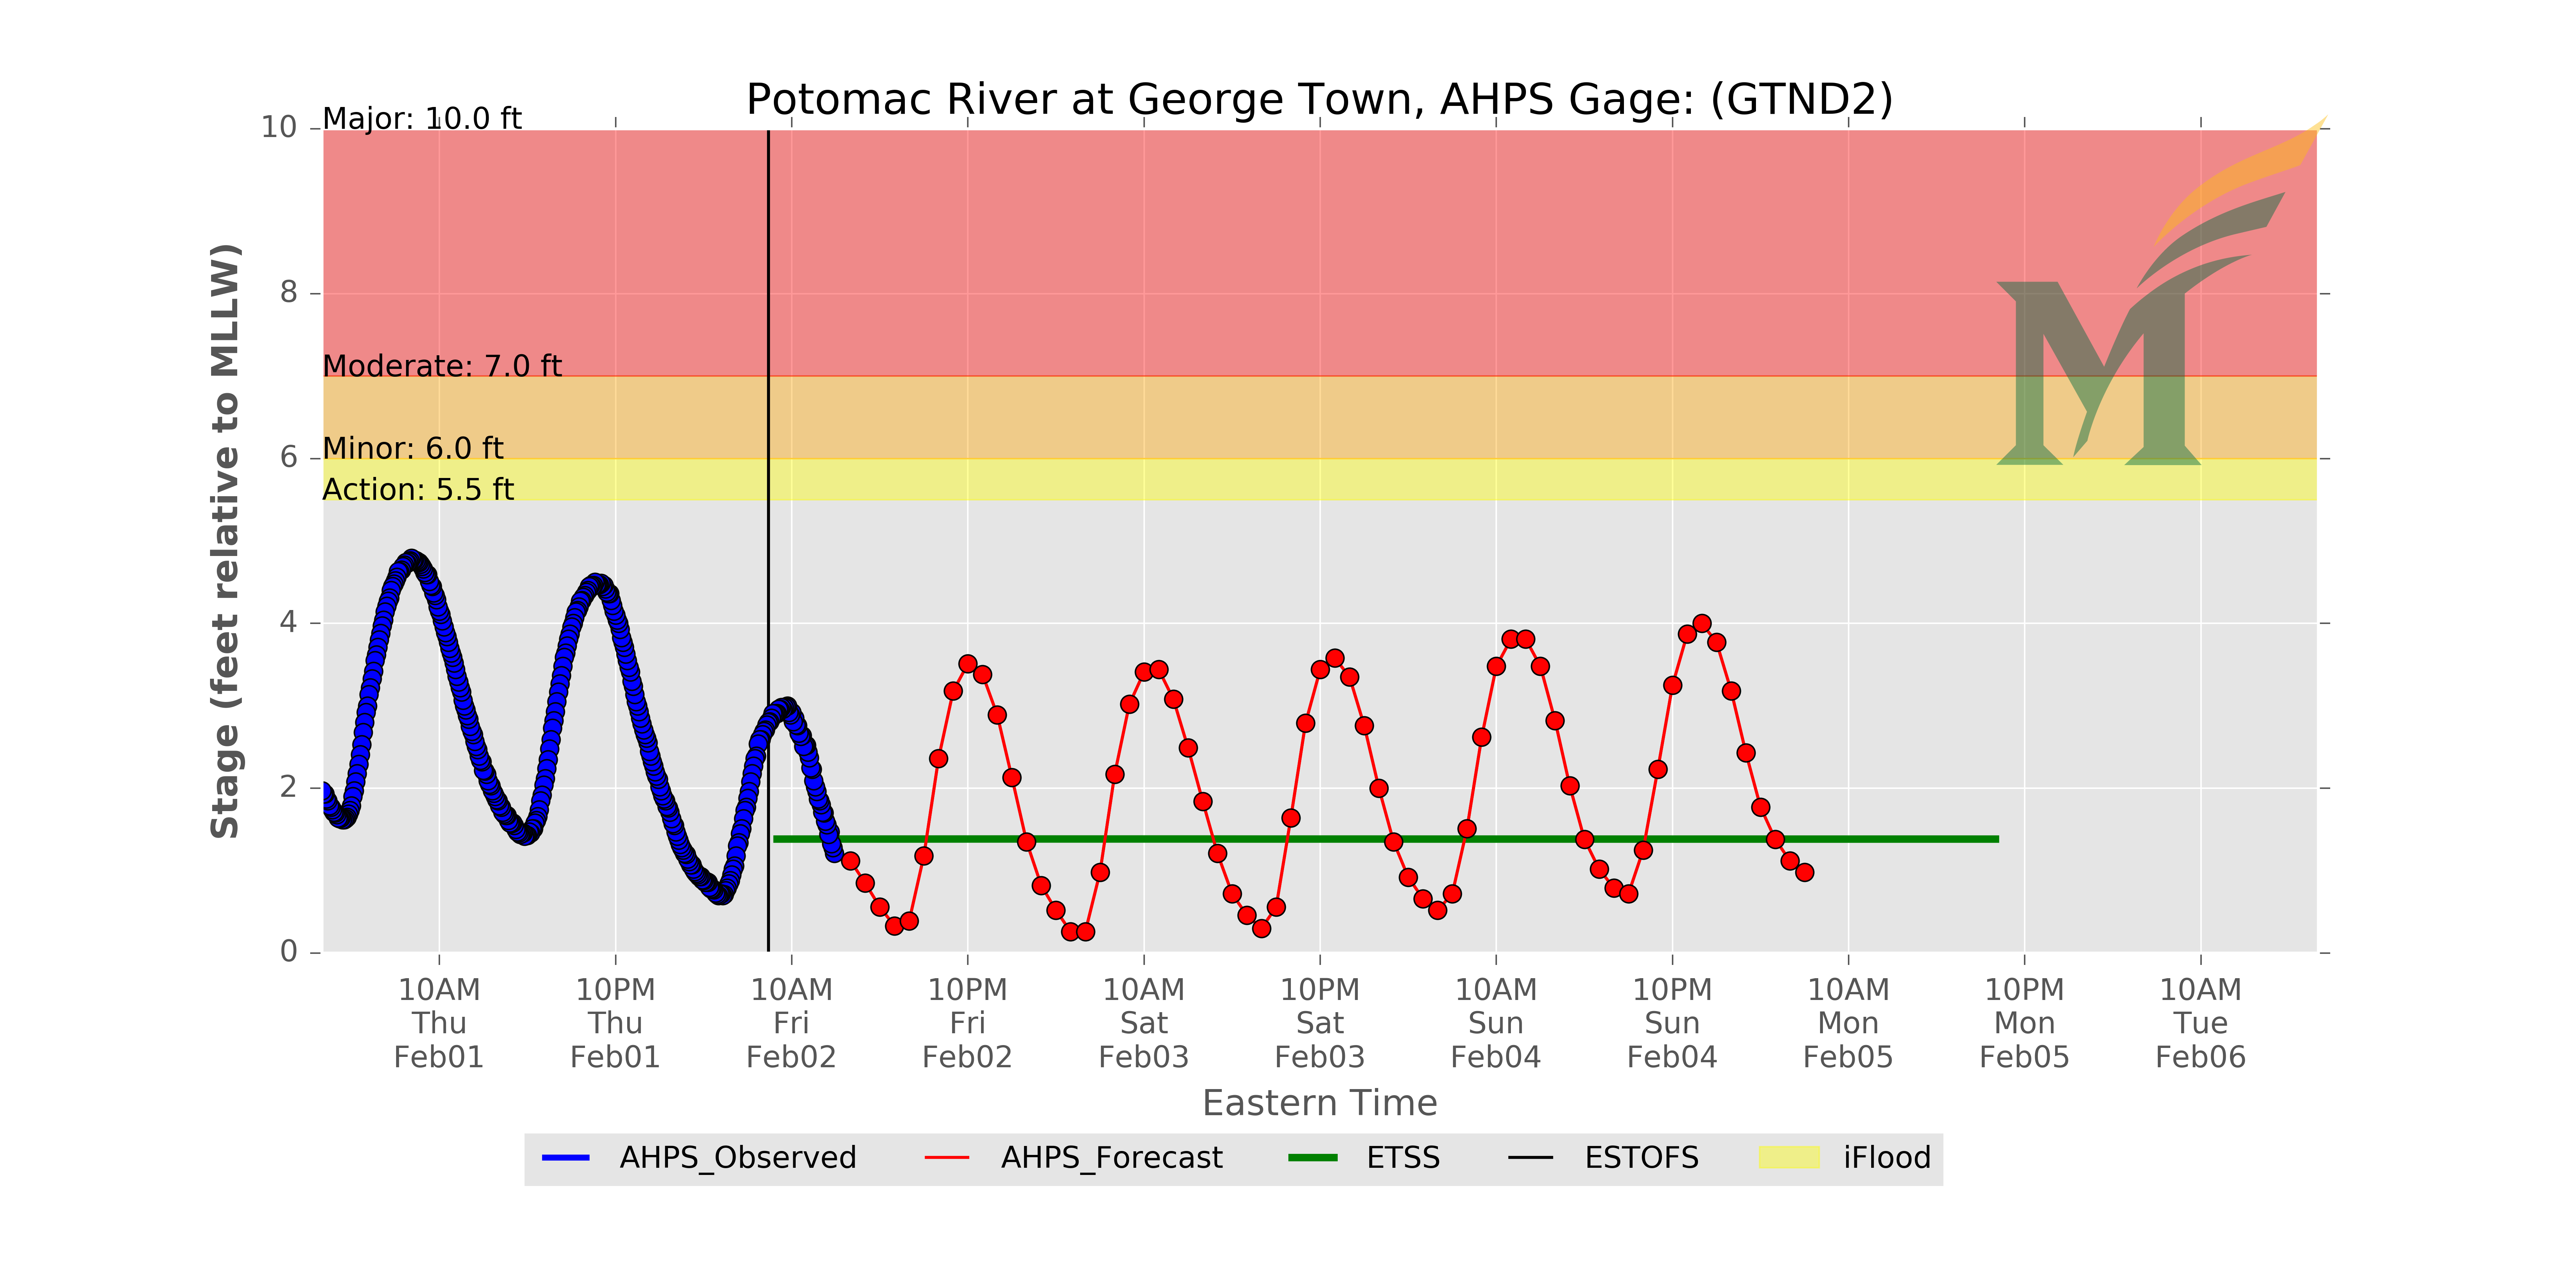 Potomac River at George Town, AHPS Gage: (GTND2)
Major: 10.0 ft
Moderate: 7.0 ft
Minor: 6.0 ft
Action: 5.5 ft
Stage (feet relative to MLLW)
10
8
6
4
2
0
10AM Thu Feb01
10PM Thu Feb01
10AM Fri Feb02
10PM Fri Feb02
10AM Sat Feb03
10PM Sat Feb03
10AM Sun Feb04
10PM Sun Feb04
10AM Mon Feb05
10PM Mon Feb05
10AM Tue Feb06
Eastern Time
AHPS_Observed AHPS_Forecast ETSS ESTOFS iFlood